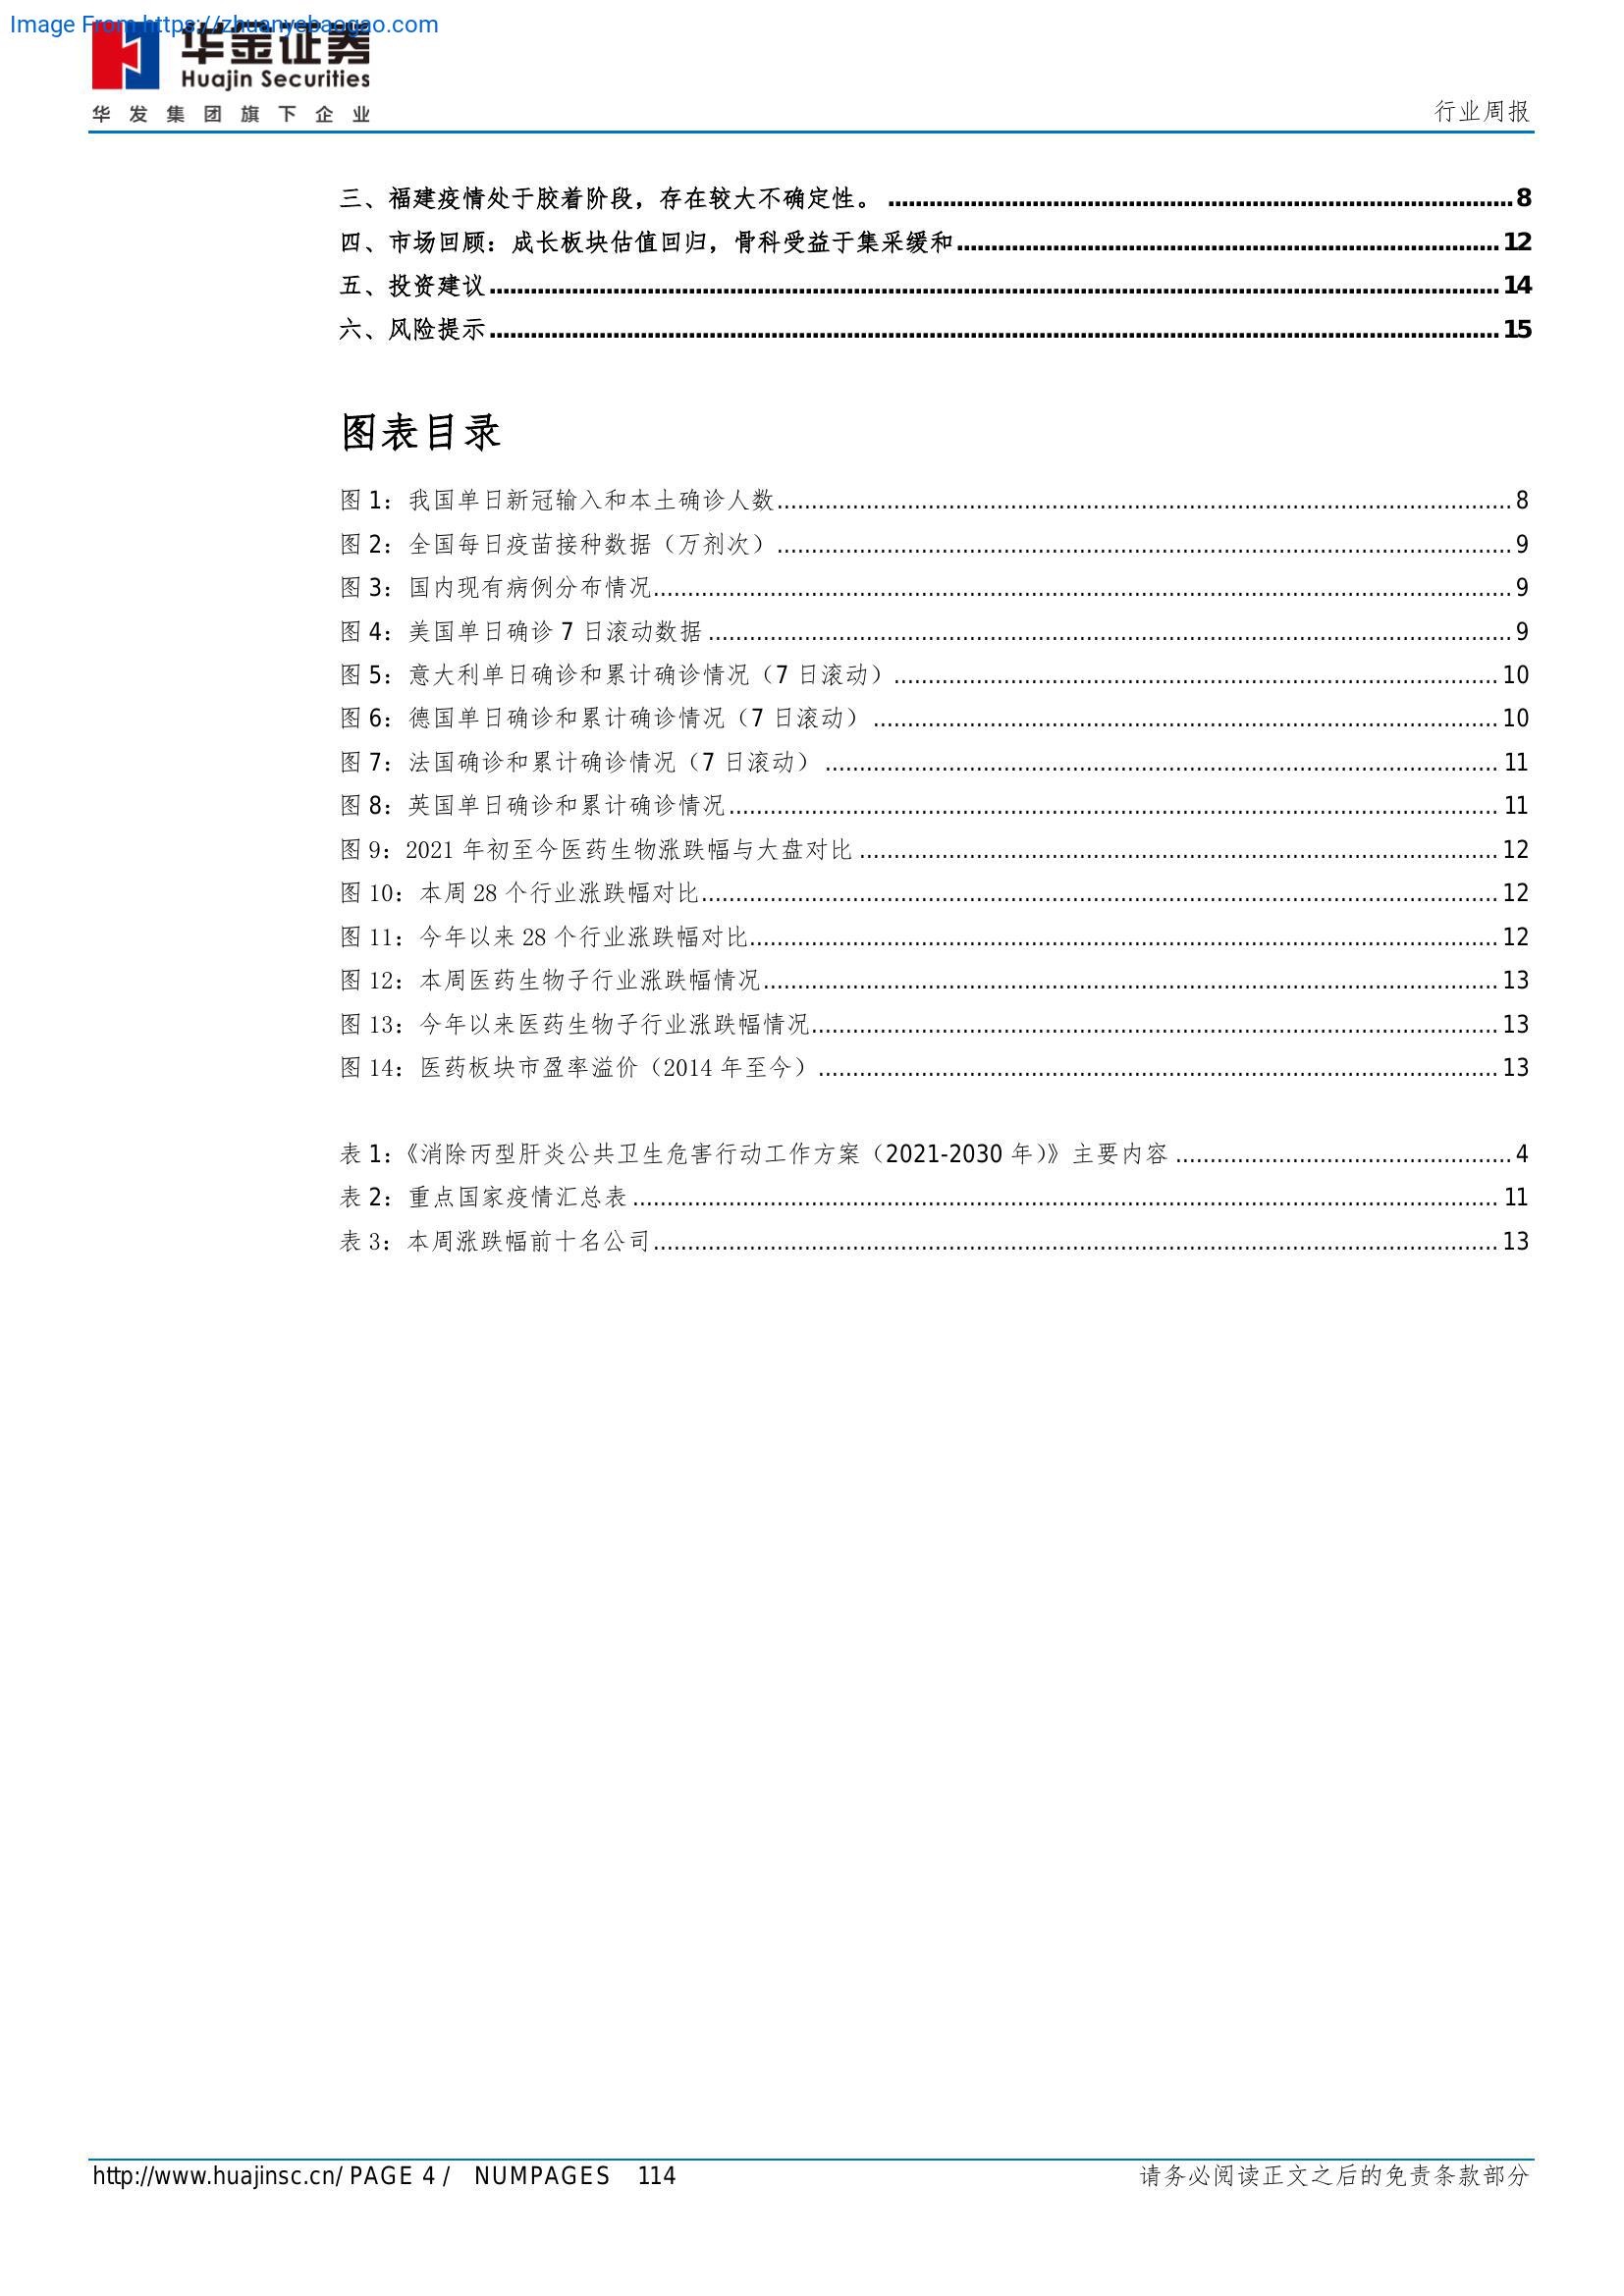 Image From https://zhuanyebaogao.com
华金证券
Huajin Securities
华发集团旗下企业
行业周报
三、福建疫情处于胶着阶段，存在较大不确定性。 ........................................ 8
四、市场回顾：成长板块估值回归，骨科受益于集采缓和 ........................................ 12
五、投资建议 ........................................ 14
六、风险提示 ........................................ 15
图表目录
图 1：我国单日新冠输入和本土确诊人数 ........................................ 8
图 2：全国每日疫苗接种数据（万剂次） ........................................ 9
图 3：国内现有病例分布情况 ........................................ 9
图 4：美国单日确诊 7 日滚动数据 ........................................ 9
图 5：意大利单日确诊和累计确诊情况（7 日滚动） ........................................ 10
图 6：德国单日确诊和累计确诊情况（7 日滚动） ........................................ 10
图 7：法国确诊和累计确诊情况（7 日滚动） ........................................ 11
图 8：英国单日确诊和累计确诊情况 ........................................ 11
图 9：2021 年初至今医药生物涨跌幅与大盘对比 ........................................ 12
图 10：本周 28 个行业涨跌幅对比 ........................................ 12
图 11：今年以来 28 个行业涨跌幅对比 ........................................ 12
图 12：本周医药生物子行业涨跌幅情况 ........................................ 13
图 13：今年以来医药生物子行业涨跌幅情况 ........................................ 13
图 14：医药板块市盈率溢价（2014 年至今） ........................................ 13
表 1：《消除丙型肝炎公共卫生危害行动工作方案（2021-2030 年）》主要内容 ........................................ 4
表 2：重点国家疫情汇总表 ........................................ 11
表 3：本周涨跌幅前十名公司 ........................................ 13
http://www.huajinsc.cn/ PAGE 4 / NUMPAGES 114
请务必阅读正文之后的免责条款部分